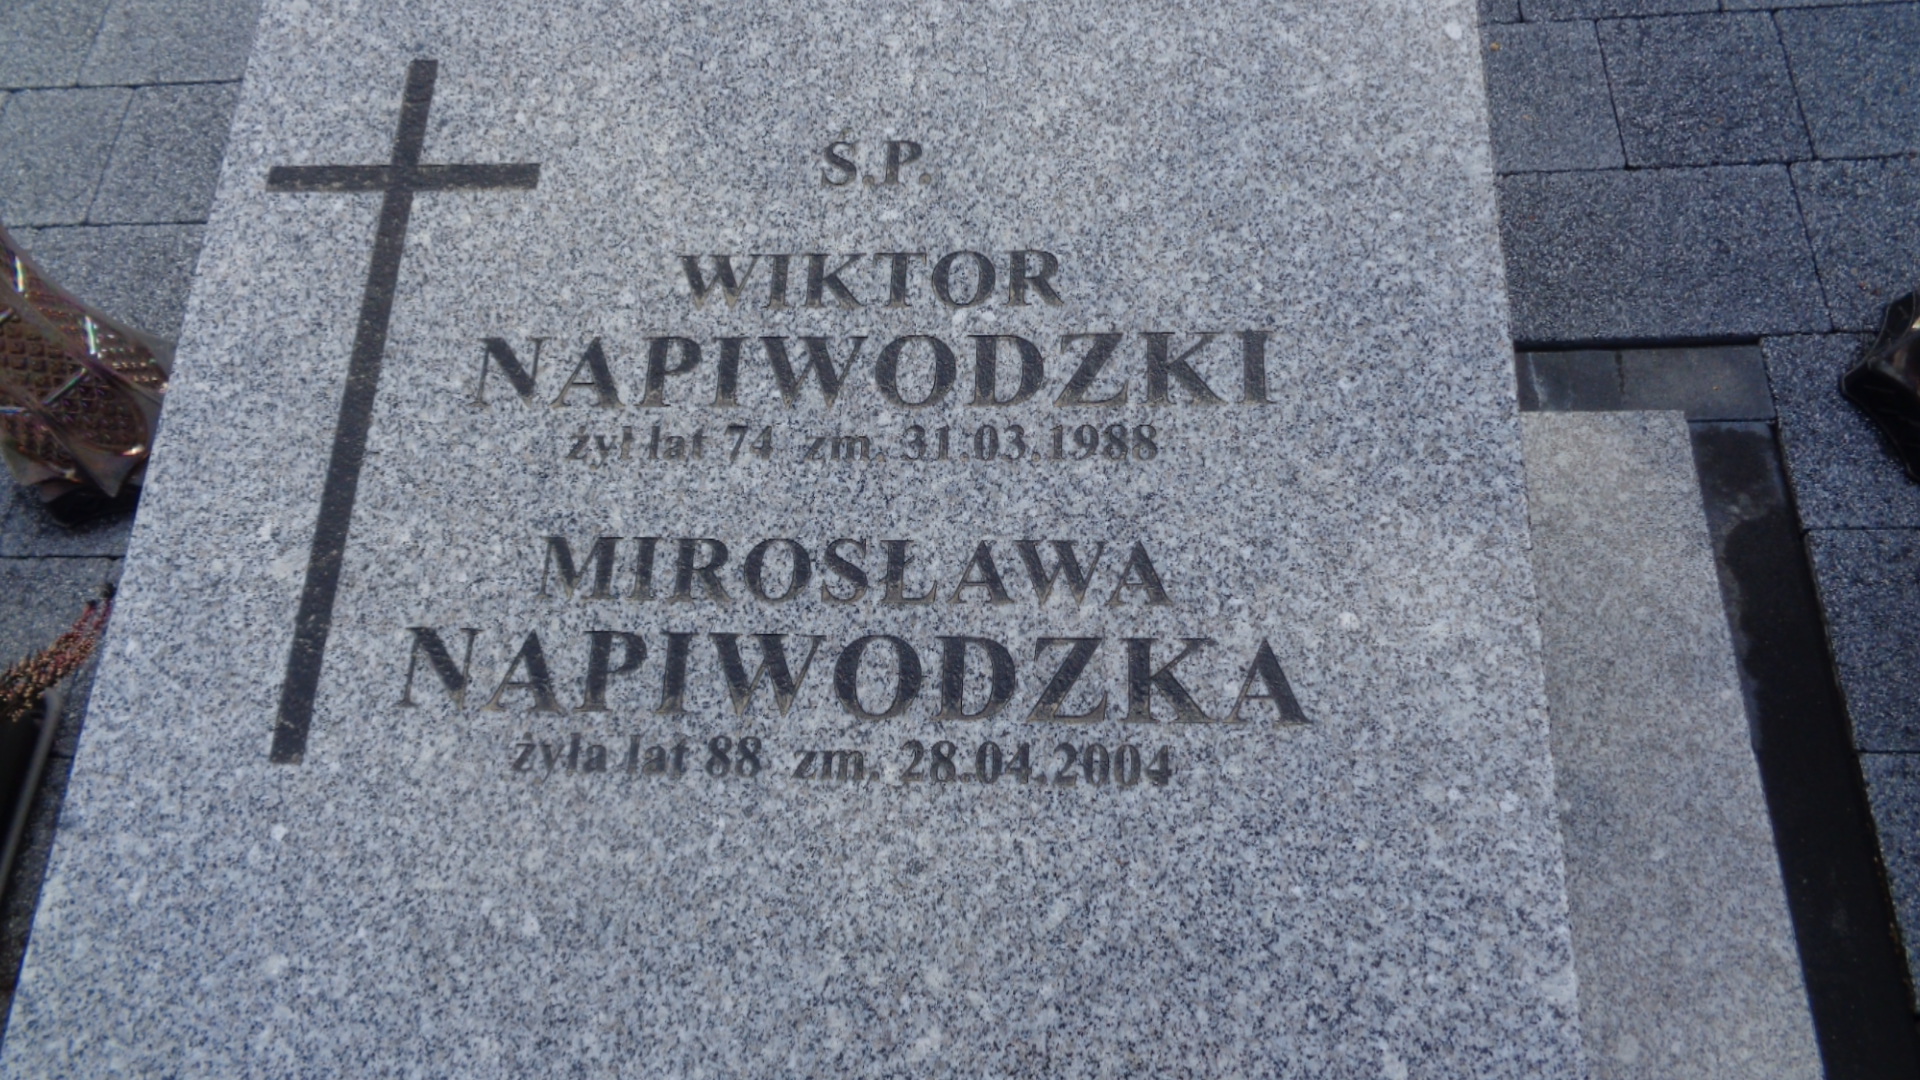 Ś.P.
WIKTOR
NAPIWODZKI
żył lat 74 zm. 31.03.1988
MIROSŁAWA
NAPIWODZKA
żyła lat 88 zm. 28.04.2004